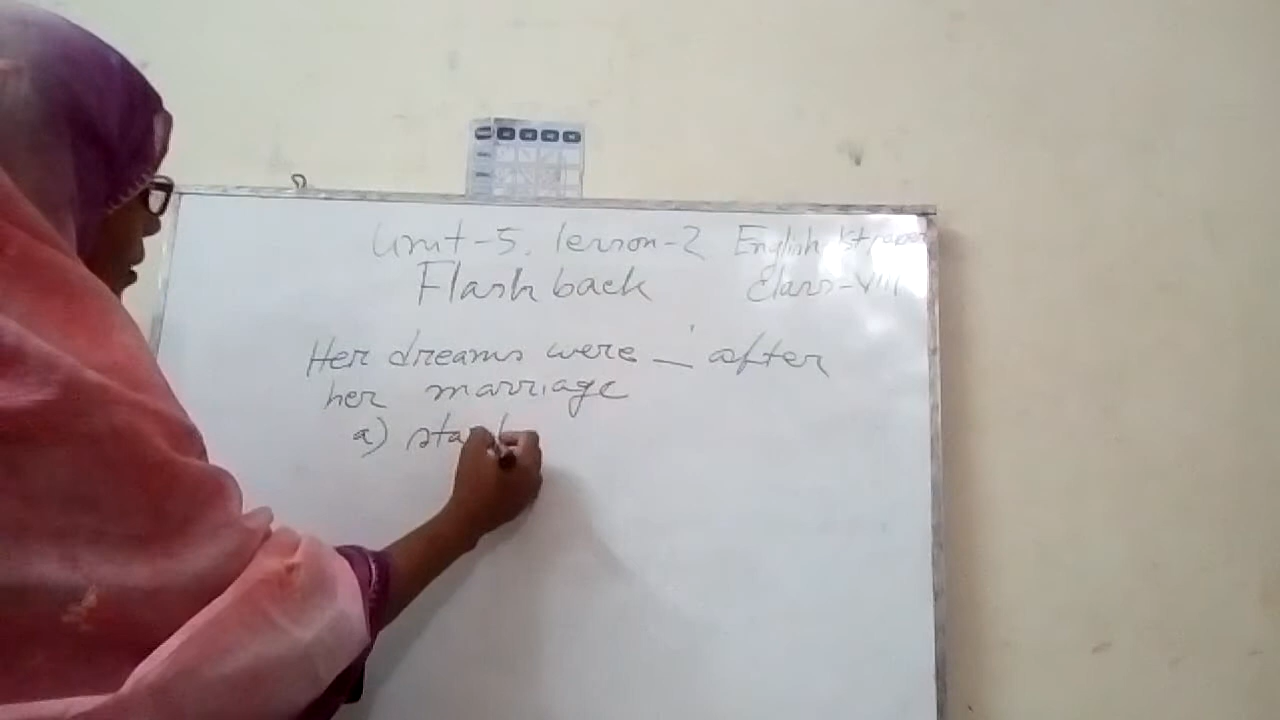 Unit-5, lesson-2 English 1st paper
Flash back Class-VIII
Her dreams were _ after
her marriage
a)